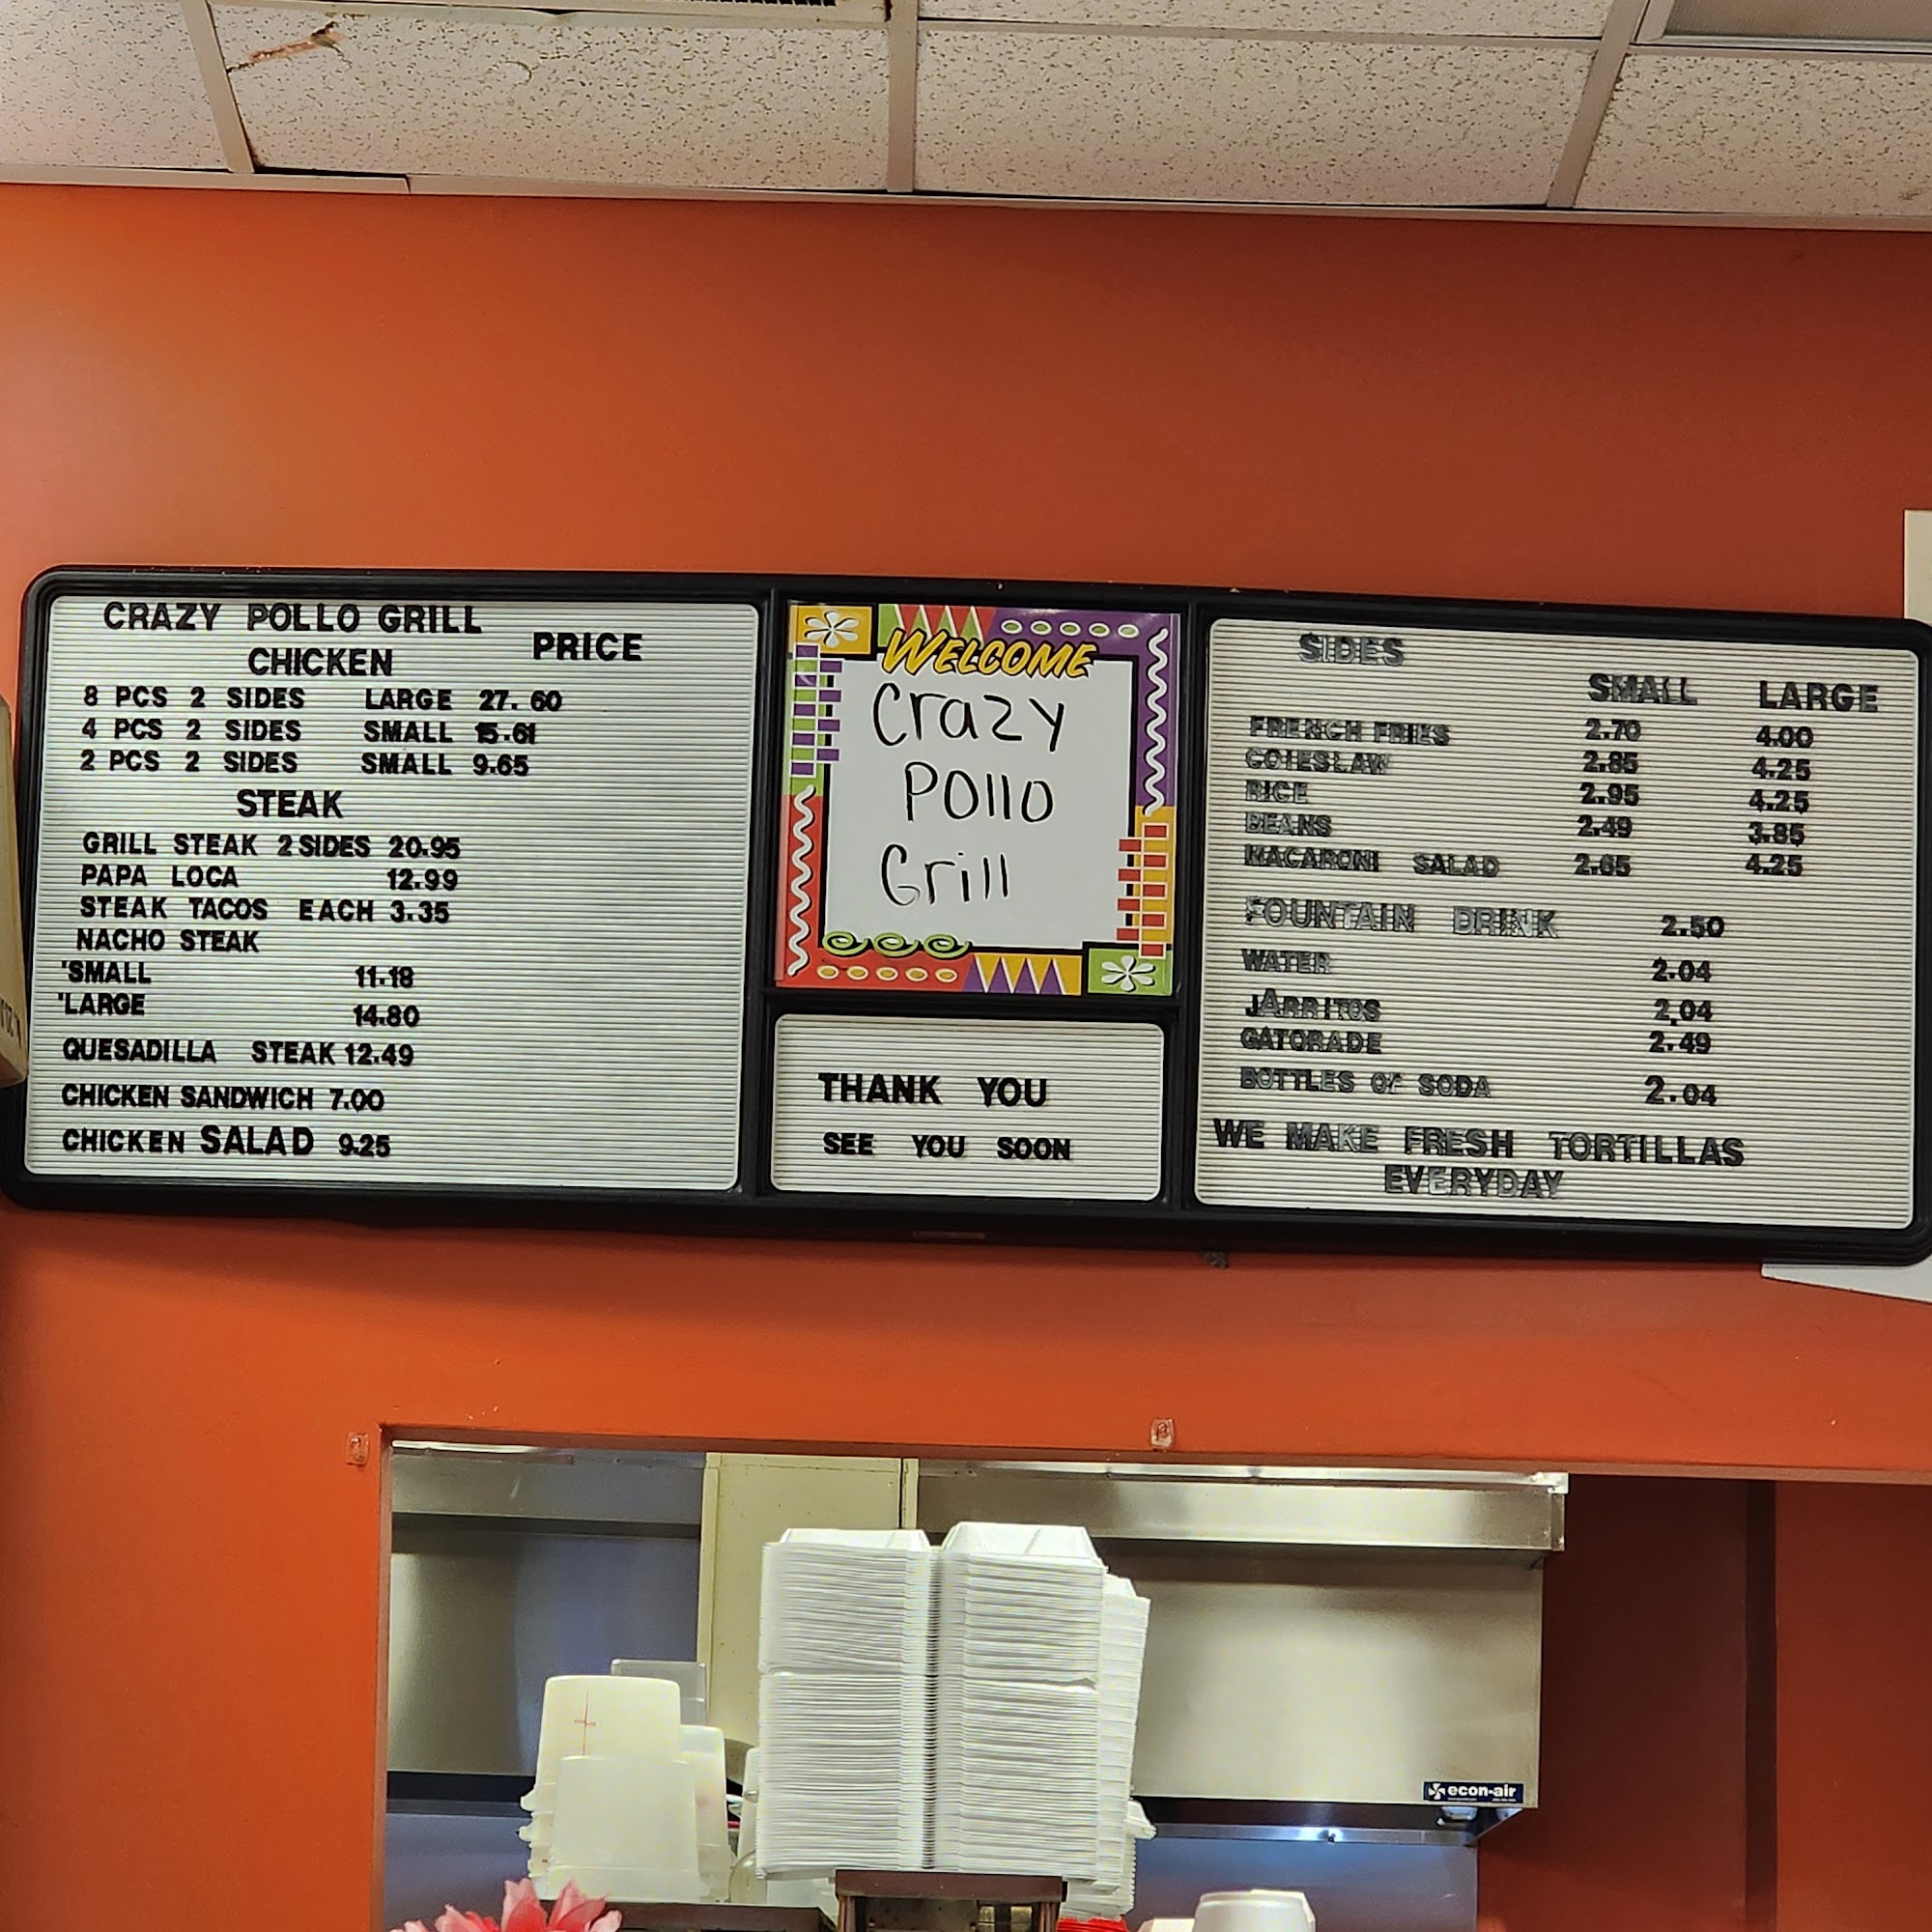 CRAZY POLLO GRILL
PRICE
CHICKEN
8 PCS 2 SIDES LARGE 27.60
4 PCS 2 SIDES SMALL 15.61
2 PCS 2 SIDES SMALL 9.65
STEAK
GRILL STEAK 2 SIDES 20.95
PAPA LOCA 12.99
STEAK TACOS EACH 3.35
NACHO STEAK
'SMALL 11.18
'LARGE 14.80
QUESADILLA STEAK 12.49
CHICKEN SANDWICH 7.00
CHICKEN SALAD 9.25
WELCOME
Crazy
Pollo
Grill
THANK YOU
SEE YOU SOON
SIDES
SMALL LARGE
FRENCH FRIES 2.70 4.00
COLESLAW 2.85 4.25
RICE 2.95 4.25
BEANS 2.49 3.85
MACARONI SALAD 2.65 4.25
FOUNTAIN DRINK 2.50
WATER 2.04
JARRITOS 2.04
GATORADE 2.49
BOTTLES OF SODA 2.04
WE MAKE FRESH TORTILLAS
EVERYDAY
econ-air